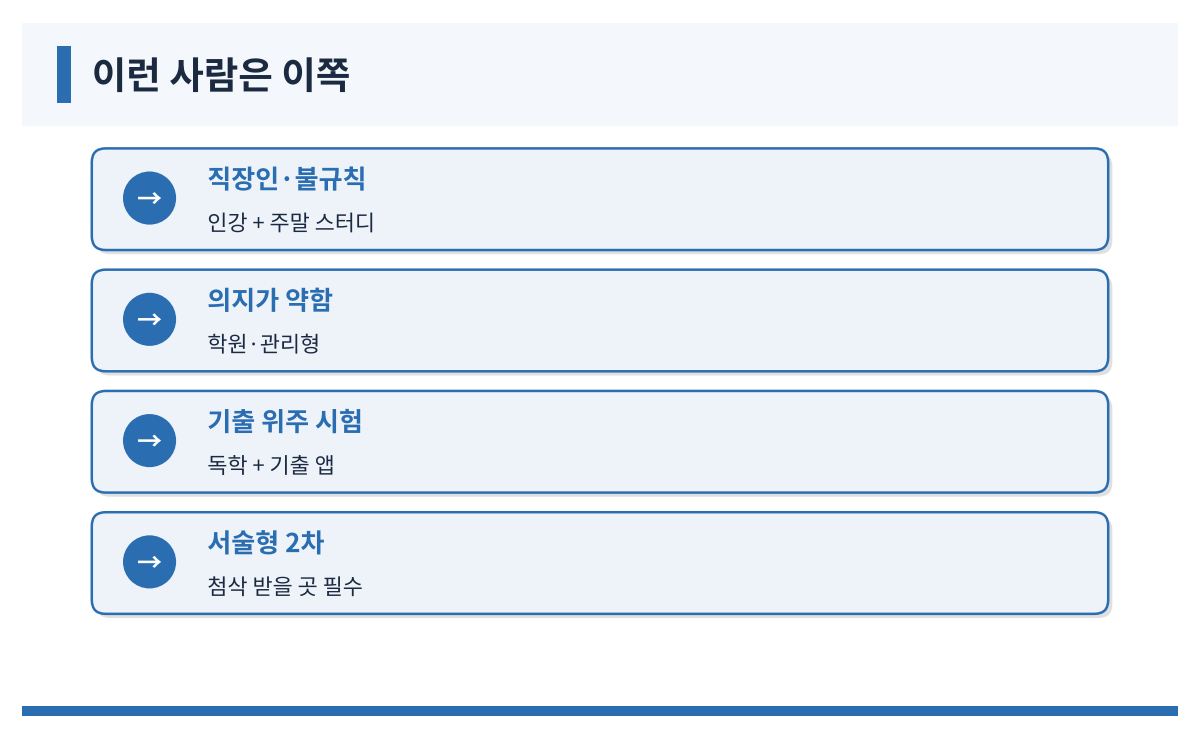 이런 사람은 이쪽
→
직장인·불규칙
인강 + 주말 스터디
→
의지가 약함
학원·관리형
→
기출 위주 시험
독학 + 기출 앱
→
서술형 2차
첨삭 받을 곳 필수